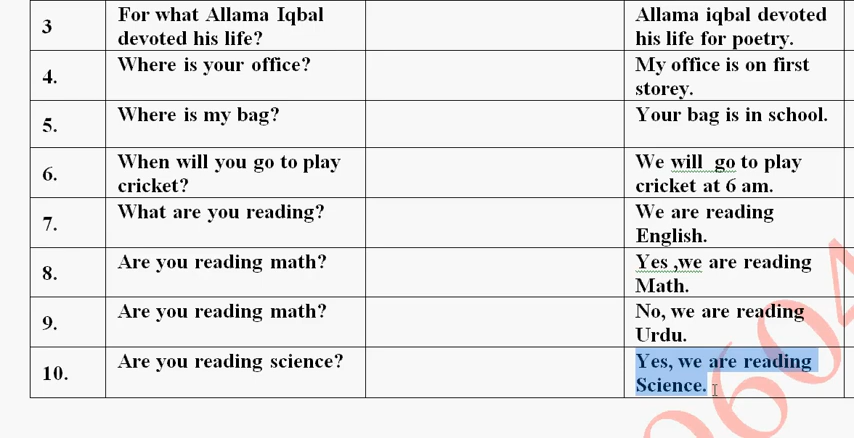 3
For what Allama Iqbal
devoted his life?
Allama iqbal devoted
his life for poetry.
4.
Where is your office?
My office is on first
storey.
5.
Where is my bag?
Your bag is in school.
6.
When will you go to play
cricket?
We will go to play
cricket at 6 am.
7.
What are you reading?
We are reading
English.
8.
Are you reading math?
Yes ,we are reading
Math.
9.
Are you reading math?
No, we are reading
Urdu.
10.
Are you reading science?
Yes, we are reading
Science.